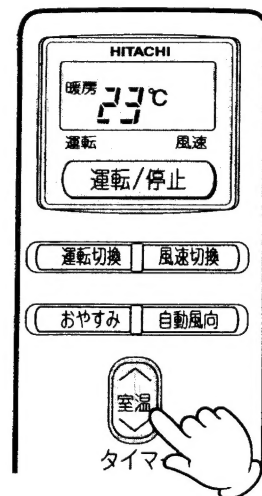 HITACHI
暖房 23℃
運転 風速
運転/停止
運転切換 風速切換
おやすみ 自動風向
室温
タイマー